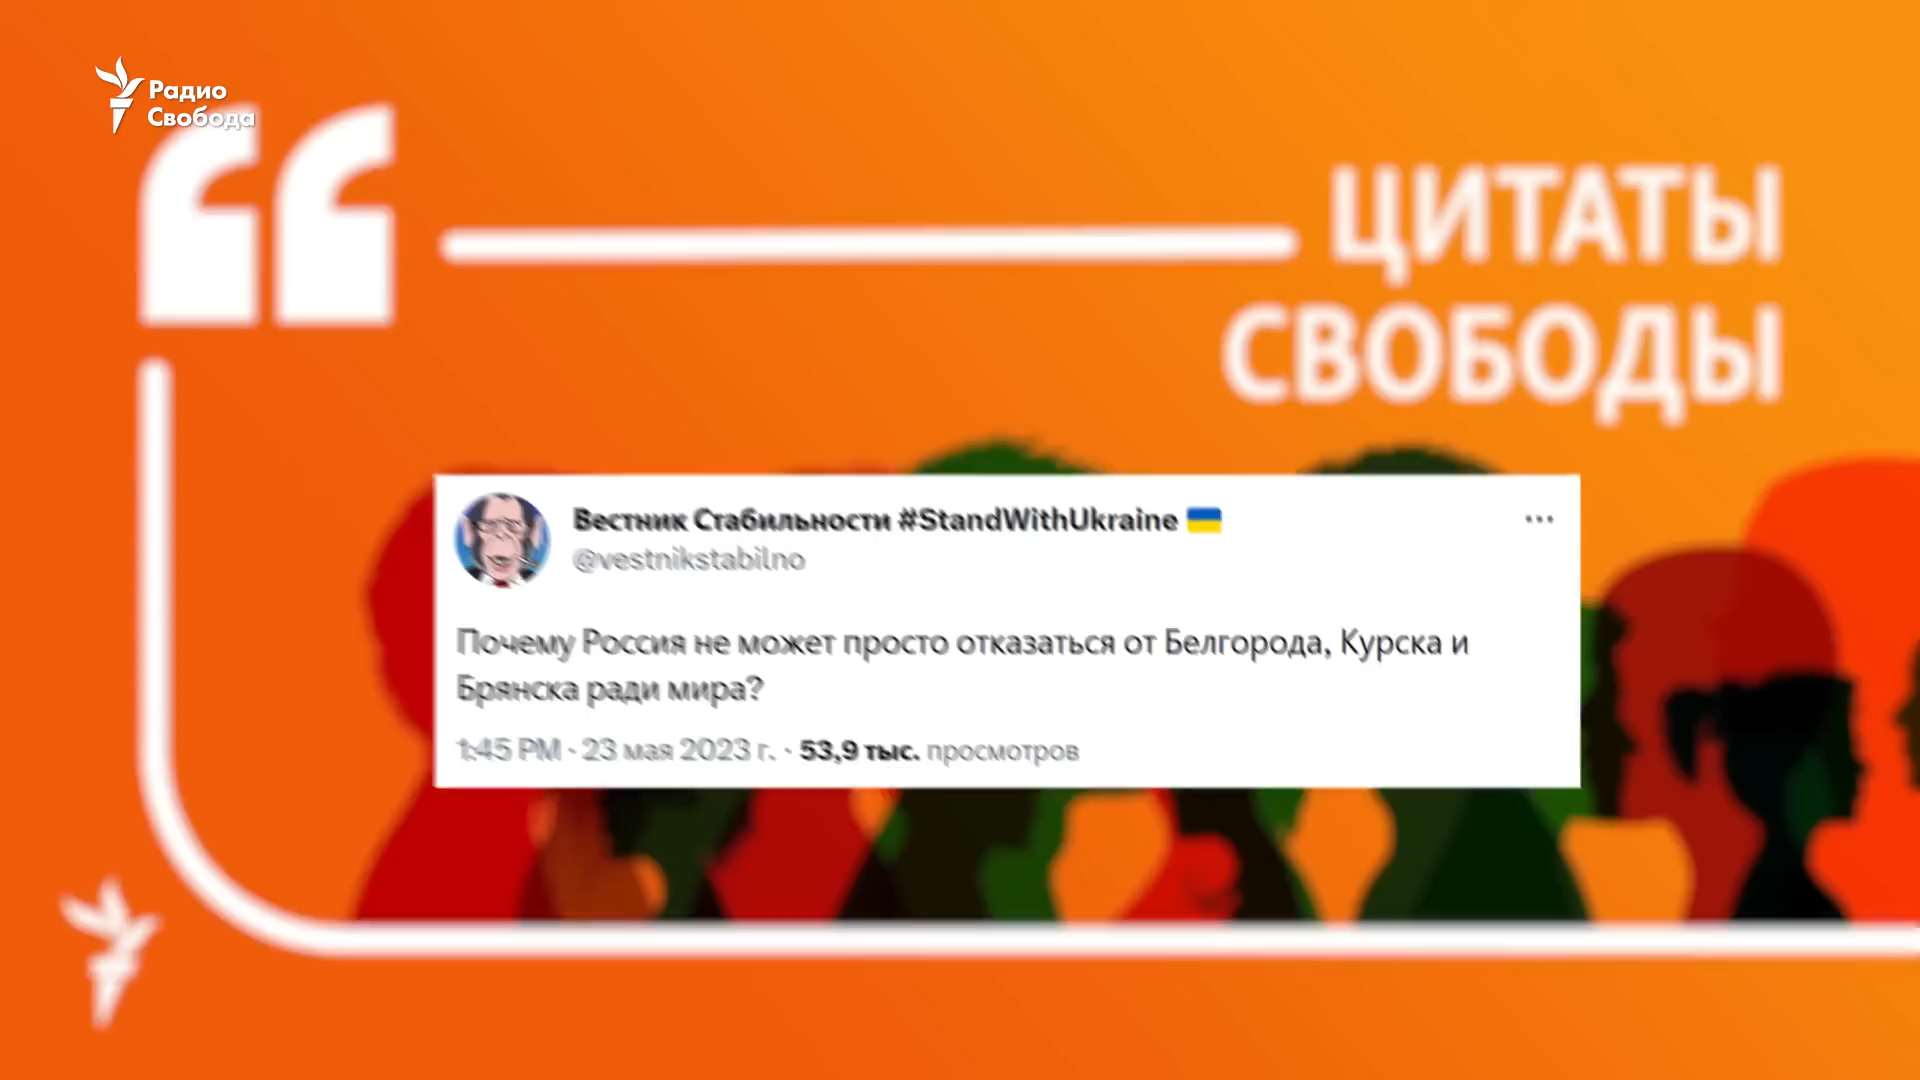 Радио
Свобода
ЦИТАТЫ
СВОБОДЫ
Вестник Стабильности #StandWithUkraine
@vestnikstabilno
Почему Россия не может просто отказаться от Белгорода, Курска и
Брянска ради мира?
1:45 PM · 23 мая 2023 г. · 53,9 тыс. просмотров